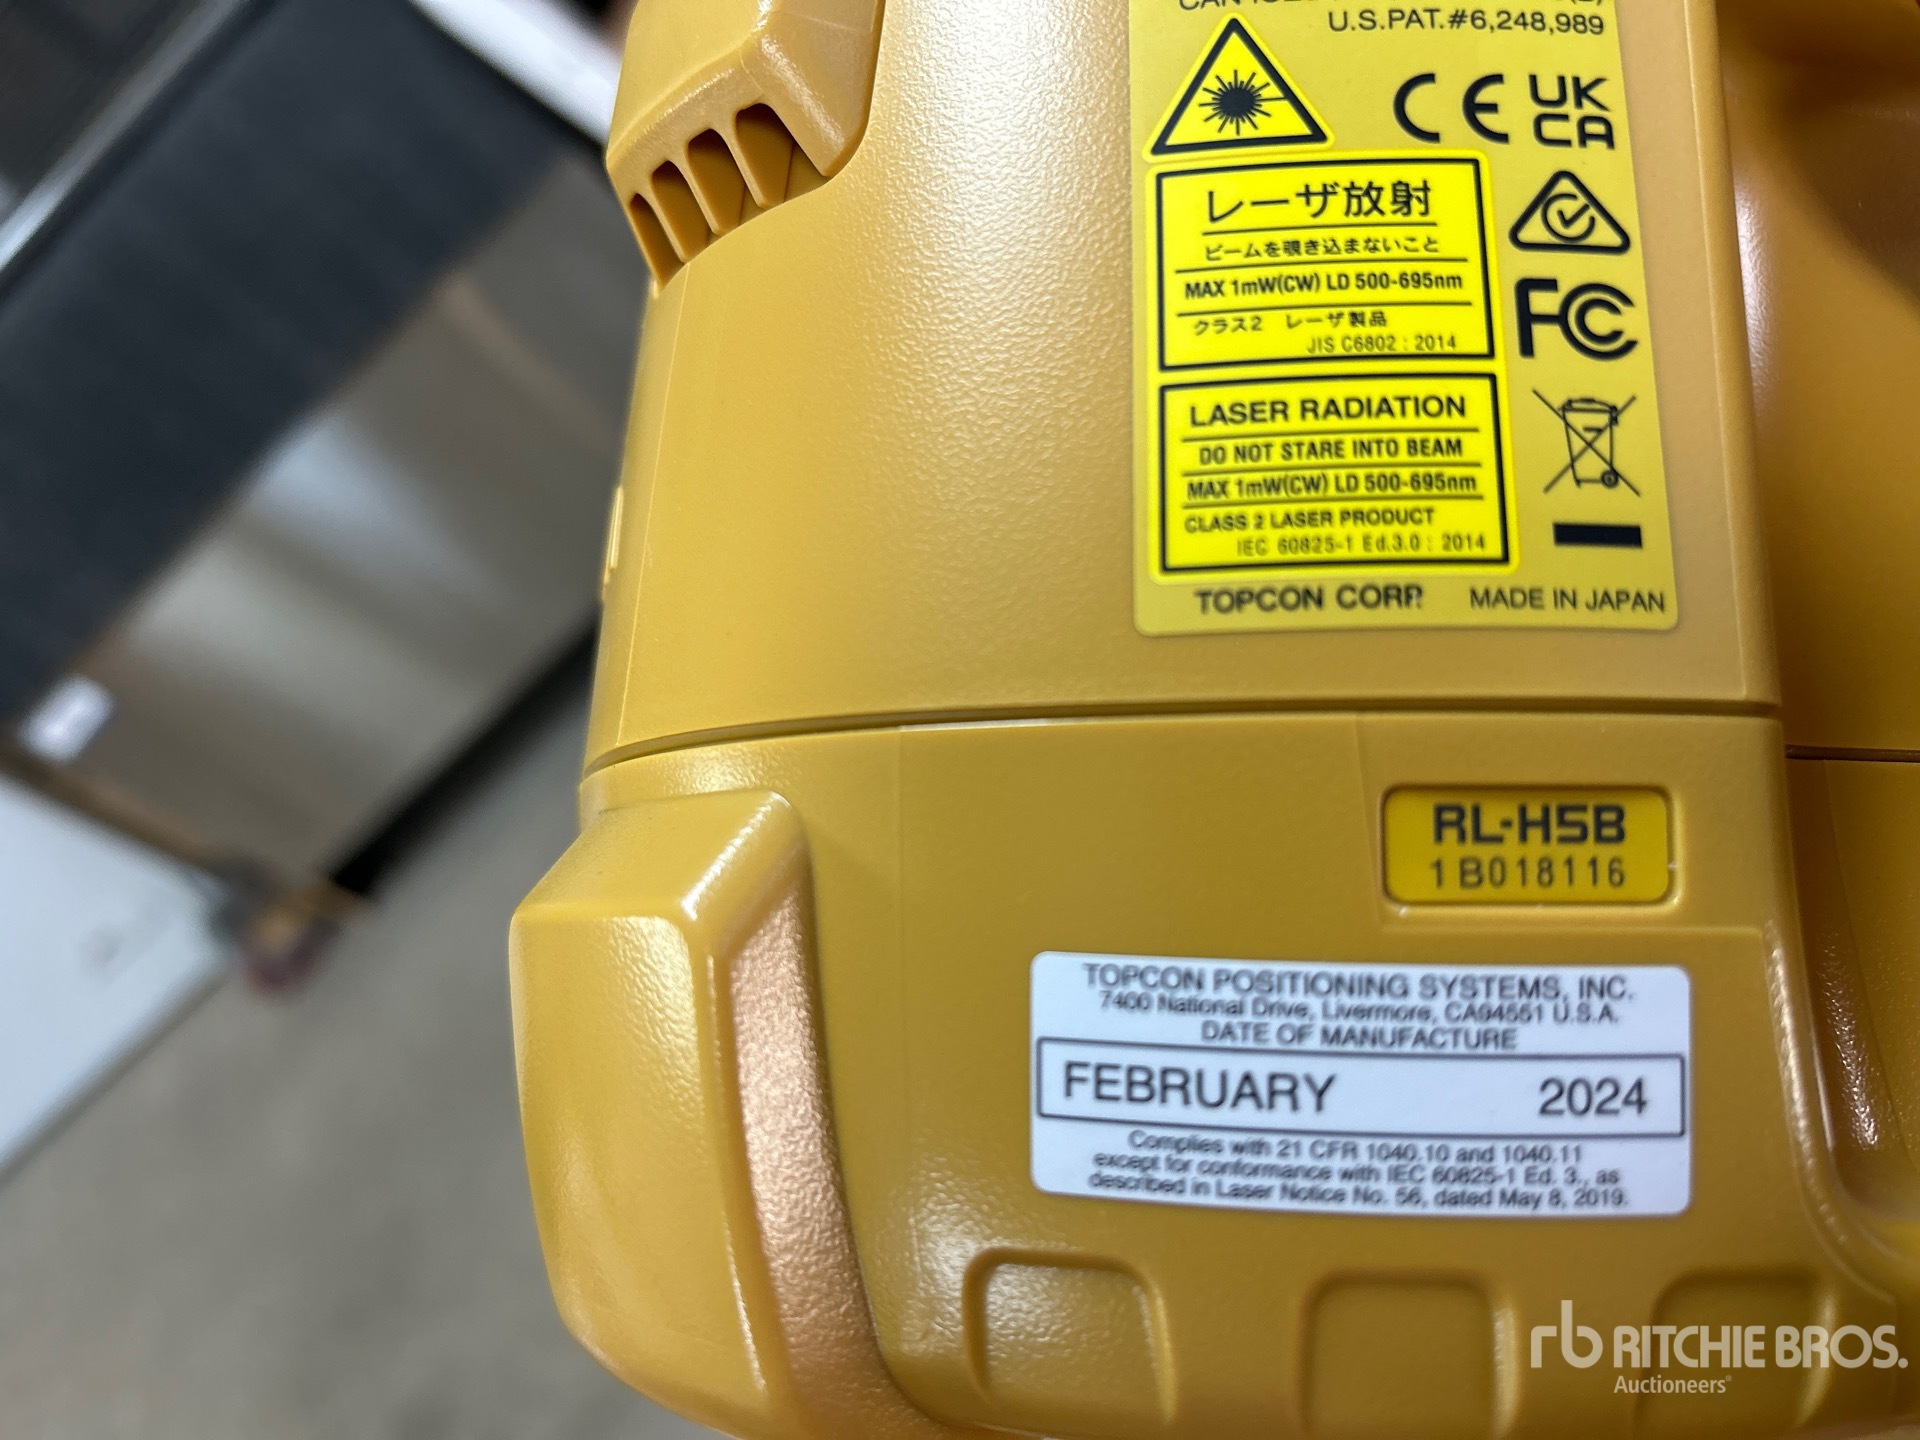 U.S.PAT.#6,248,989
CE
UK
CA
レーザ放射
ビームを覗き込まないこと
MAX 1mW(CW) LD 500-695nm
クラス2 レーザ製品
JIS C6802 : 2014
FC
LASER RADIATION
DO NOT STARE INTO BEAM
MAX 1mW(CW) LD 500-695nm
CLASS 2 LASER PRODUCT
IEC 60825-1 Ed.3.0 : 2014
TOPCON CORP. MADE IN JAPAN
RL-H5B
1B018116
TOPCON POSITIONING SYSTEMS, INC.
7400 National Drive, Livermore, CA94551 U.S.A.
DATE OF MANUFACTURE
FEBRUARY 2024
Complies with 21 CFR 1040.10 and 1040.11
except for conformance with IEC 60825-1 Ed. 3., as
described in Laser Notice No. 56, dated May 8, 2019.
rb RITCHIE BROS.
Auctioneers